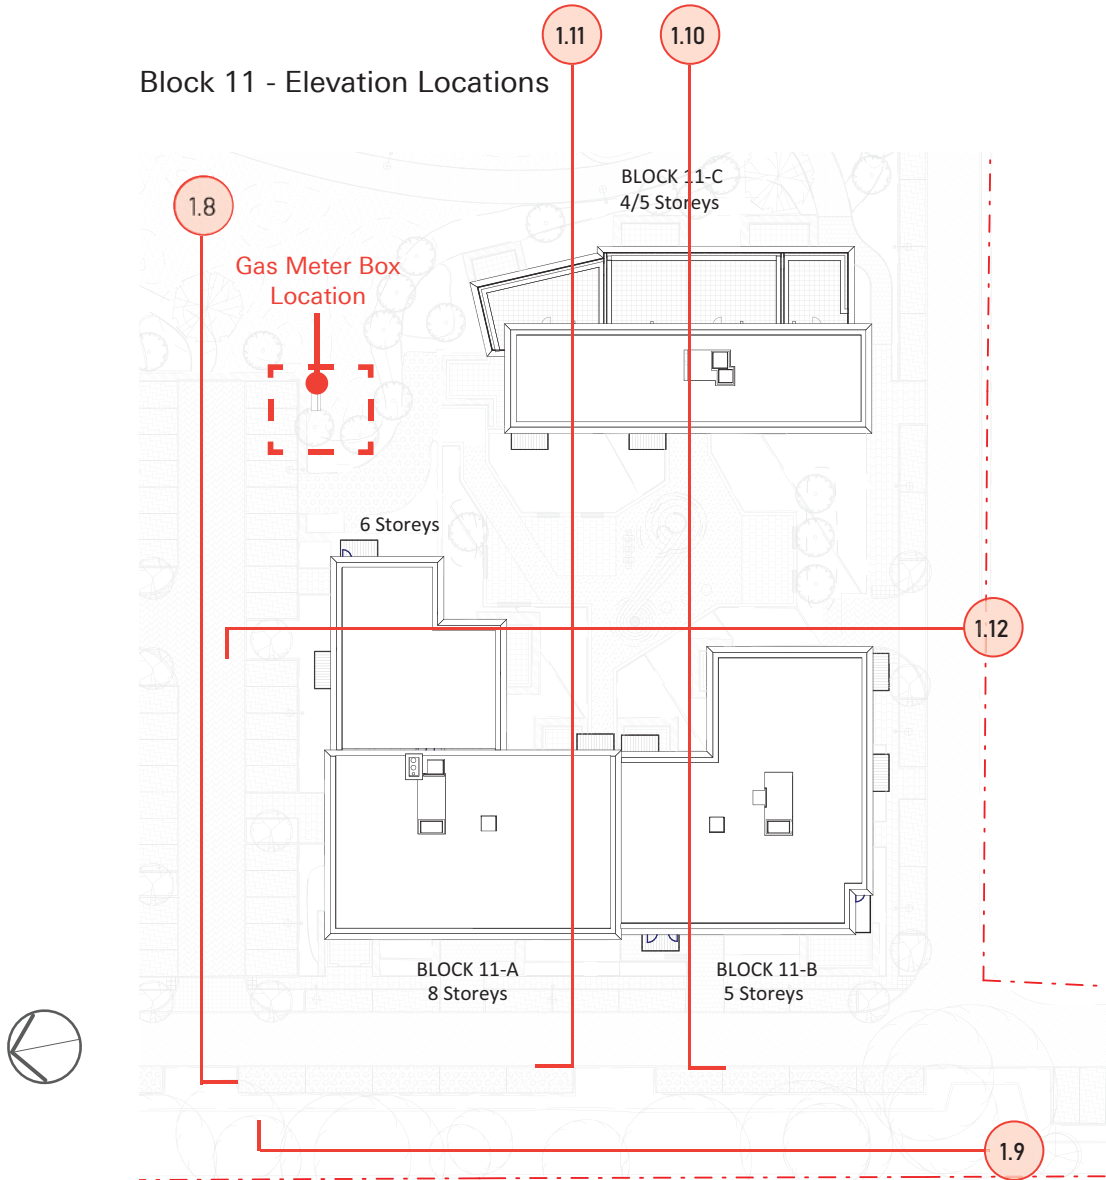 1.11
1.10
Block 11 - Elevation Locations
BLOCK 11-C
4/5 Storeys
1.8
Gas Meter Box
Location
6 Storeys
1.12
BLOCK 11-A
8 Storeys
BLOCK 11-B
5 Storeys
1.9